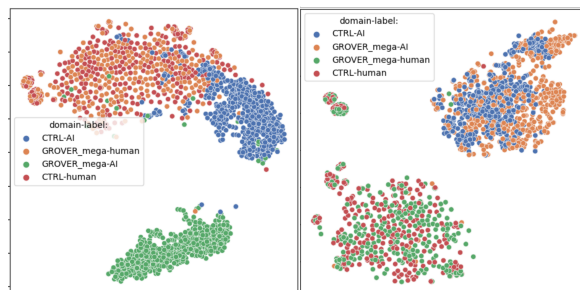 domain-label:
CTRL-AI
GROVER_mega-human
GROVER_mega-AI
CTRL-human
domain-label:
CTRL-AI
GROVER_mega-AI
GROVER_mega-human
CTRL-human